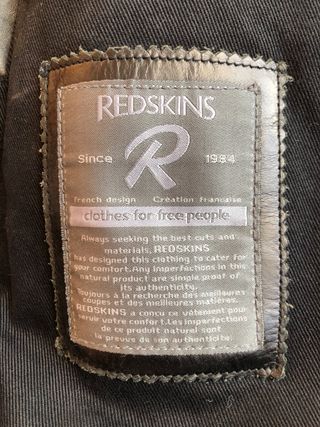 REDSKINS
R
Since 1984
French design Création Française
clothes for free people
Always seeking the best cuts and
materials, REDSKINS
has designed this clothing to cater for
your comfort. Any imperfections in this
natural product are simple proof of
its authenticity.
Toujours à la recherche des meilleures
coupes et des meilleures matières,
REDSKINS a conçu ce vêtement pour
servir votre confort. Les imperfections
de ce produit naturel sont
la preuve de son authenticité.